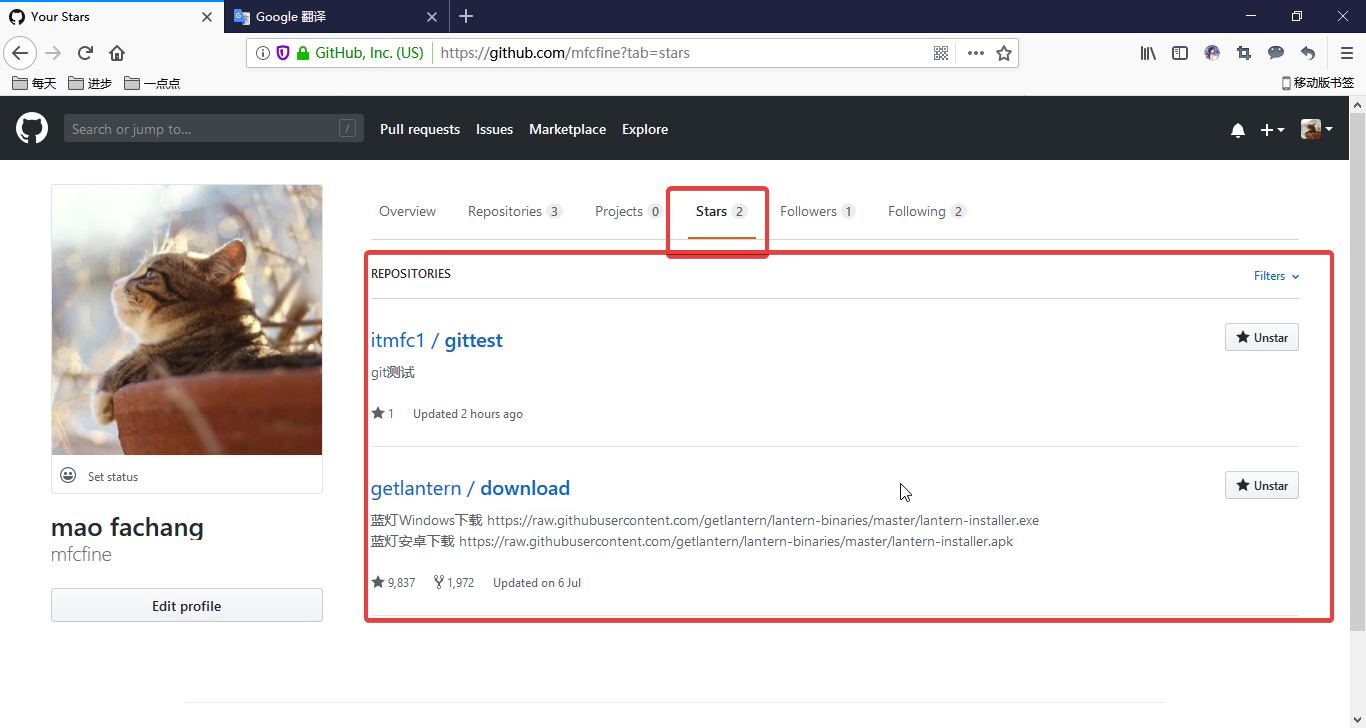 Your Stars
Google 翻译
GitHub, Inc. (US) https://github.com/mfcfine?tab=stars
每天 进步 一点点 移动版书签
Search or jump to... / Pull requests Issues Marketplace Explore
Overview Repositories 3 Projects 0 Stars 2 Followers 1 Following 2
REPOSITORIES Filters
itmfc1 / gittest Unstar
git测试
1 Updated 2 hours ago
getlantern / download Unstar
蓝灯Windows下载 https://raw.githubusercontent.com/getlantern/lantern-binaries/master/lantern-installer.exe
蓝灯安卓下载 https://raw.githubusercontent.com/getlantern/lantern-binaries/master/lantern-installer.apk
9,837 1,972 Updated on 6 Jul
Set status
mao fachang
mfcfine
Edit profile